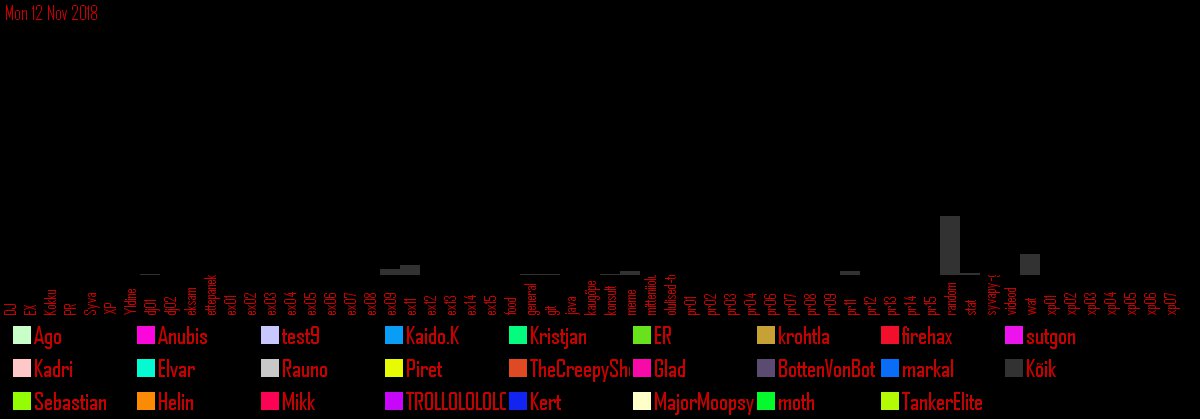 Mon 12 Nov 2018
DJ EX Kokku PR Syva XP Yldine dj01 dj02 eksam ettepanek ex01 ex02 ex03 ex04 ex05 ex06 ex07 ex08 ex09 ex11 ex12 ex13 ex14 ex15 food general git java kaugõpe konsult meme mitteriiali pr01 pr02 pr03 pr04 pr06 pr07 pr08 pr09 pr11 pr12 pr13 pr14 pr15 random stat videod wat xp01 xp02 xp03 xp04 xp05 xp06 xp07
Ago Anubis test9 Kaido.K Kristjan ER krohtla firehax sutgon
Kadri Elvar Rauno Piret TheCreepySh Glad BottenVonBot markal Kõik
Sebastian Helin Mikk TROLLOLOLOLO Kert MajorMoopsy moth TankerElite